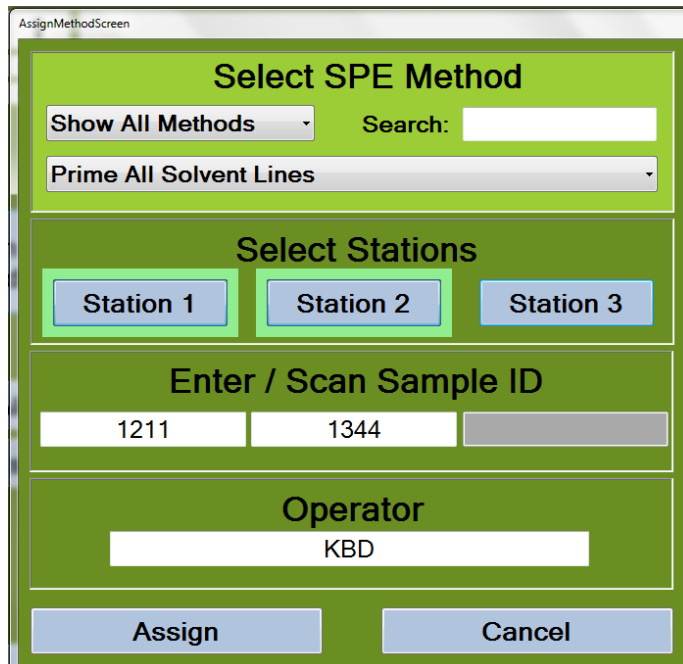 AssignMethodScreen
Select SPE Method
Show All Methods Search:
Prime All Solvent Lines
Select Stations
Station 1 Station 2 Station 3
Enter / Scan Sample ID
1211 1344
Operator
KBD
Assign Cancel